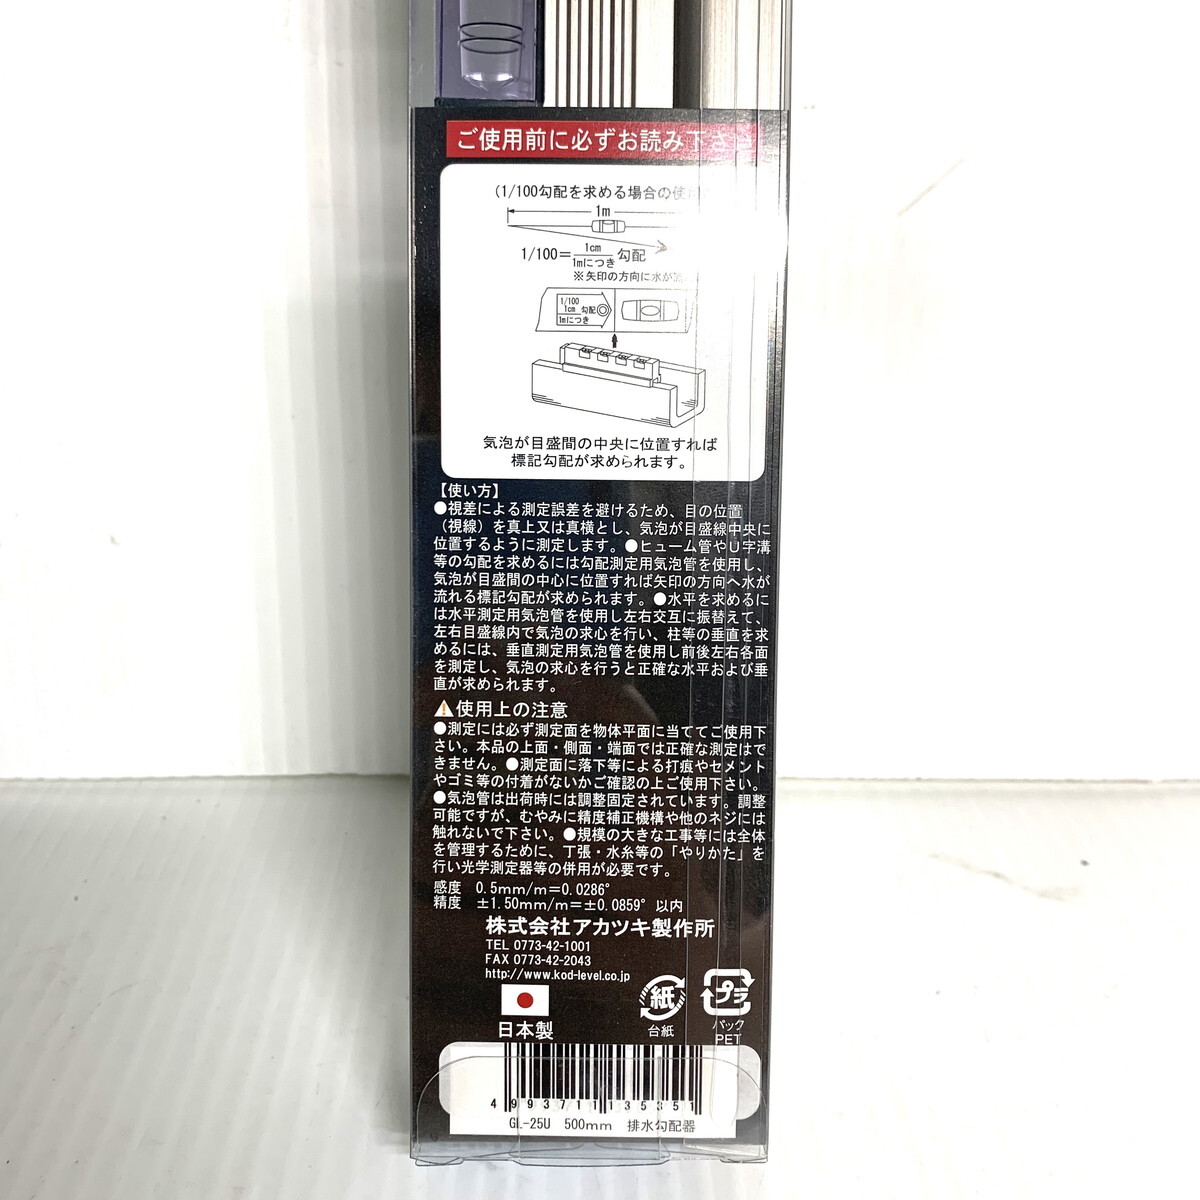 ご使用前に必ずお読み下さい
(1/100勾配を求める場合の使用
1m
1/100=1cm/1mにつき 勾配
※矢印の方向に水が流
1/100
1cm 勾配
1mにつき
気泡が目盛間の中央に位置すれば
標記勾配が求められます。
【使い方】
●視差による測定誤差を避けるため、目の位置
(視線)を真上又は真横とし、気泡が目盛線中央に
位置するように測定します。●ヒューム管やU字溝
等の勾配を求めるには勾配測定用気泡管を使用し、
気泡が目盛間の中心に位置すれば矢印の方向へ水が
流れる標記勾配が求められます。●水平を求めるに
は水平測定用気泡管を使用し左右交互に振替えて、
左右目盛線内で気泡の求心を行い、柱等の垂直を求
めるには、垂直測定用気泡管を使用し前後左右各面
を測定し、気泡の求心を行うと正確な水平および垂
直が求められます。
⚠使用上の注意
●測定には必ず測定面を物体平面に当ててご使用下
さい。本品の上面・側面・端面では正確な測定はで
きません。●測定面に落下等による打痕やセメント
やゴミ等の付着がないかご確認の上ご使用下さい。
●気泡管は出荷時には調整固定されています。調整
可能ですが、むやみに精度補正機構や他のネジには
触れないで下さい。●規模の大きな工事等には全体
を管理するために、丁張・水糸等の「やりかた」を
行い光学測定器等の併用が必要です。
感度 0.5mm/m=0.0286°
精度 ±1.50mm/m=±0.0859°以内
株式会社アカツキ製作所
TEL 0773-42-1001
FAX 0773-42-2043
http://www.kod-level.co.jp
紙
プラ
台紙
パック
PET
日本製
4 993711 135351
GL-25U 500mm 排水勾配器